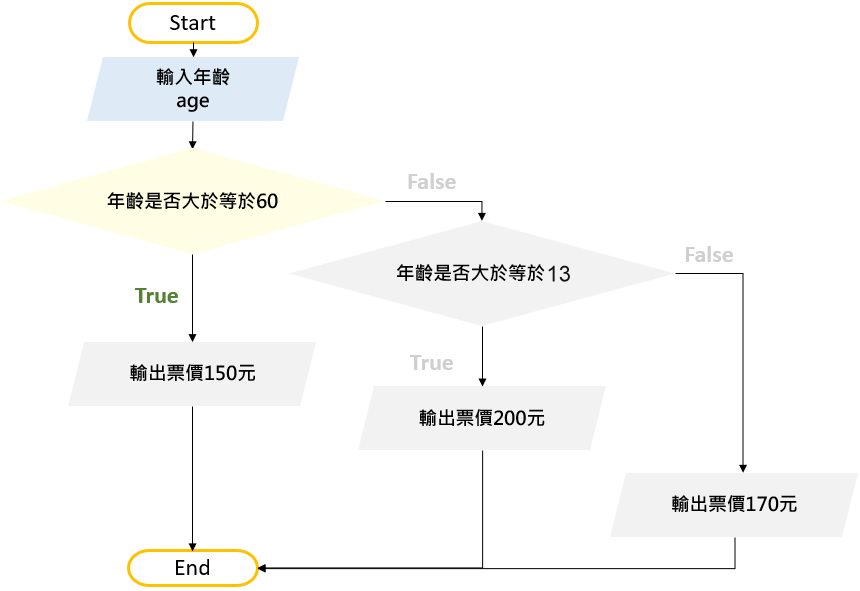 Start
輸入年齡
age
年齡是否大於等於60
False
年齡是否大於等於13
False
True
輸出票價150元
True
輸出票價200元
輸出票價170元
End